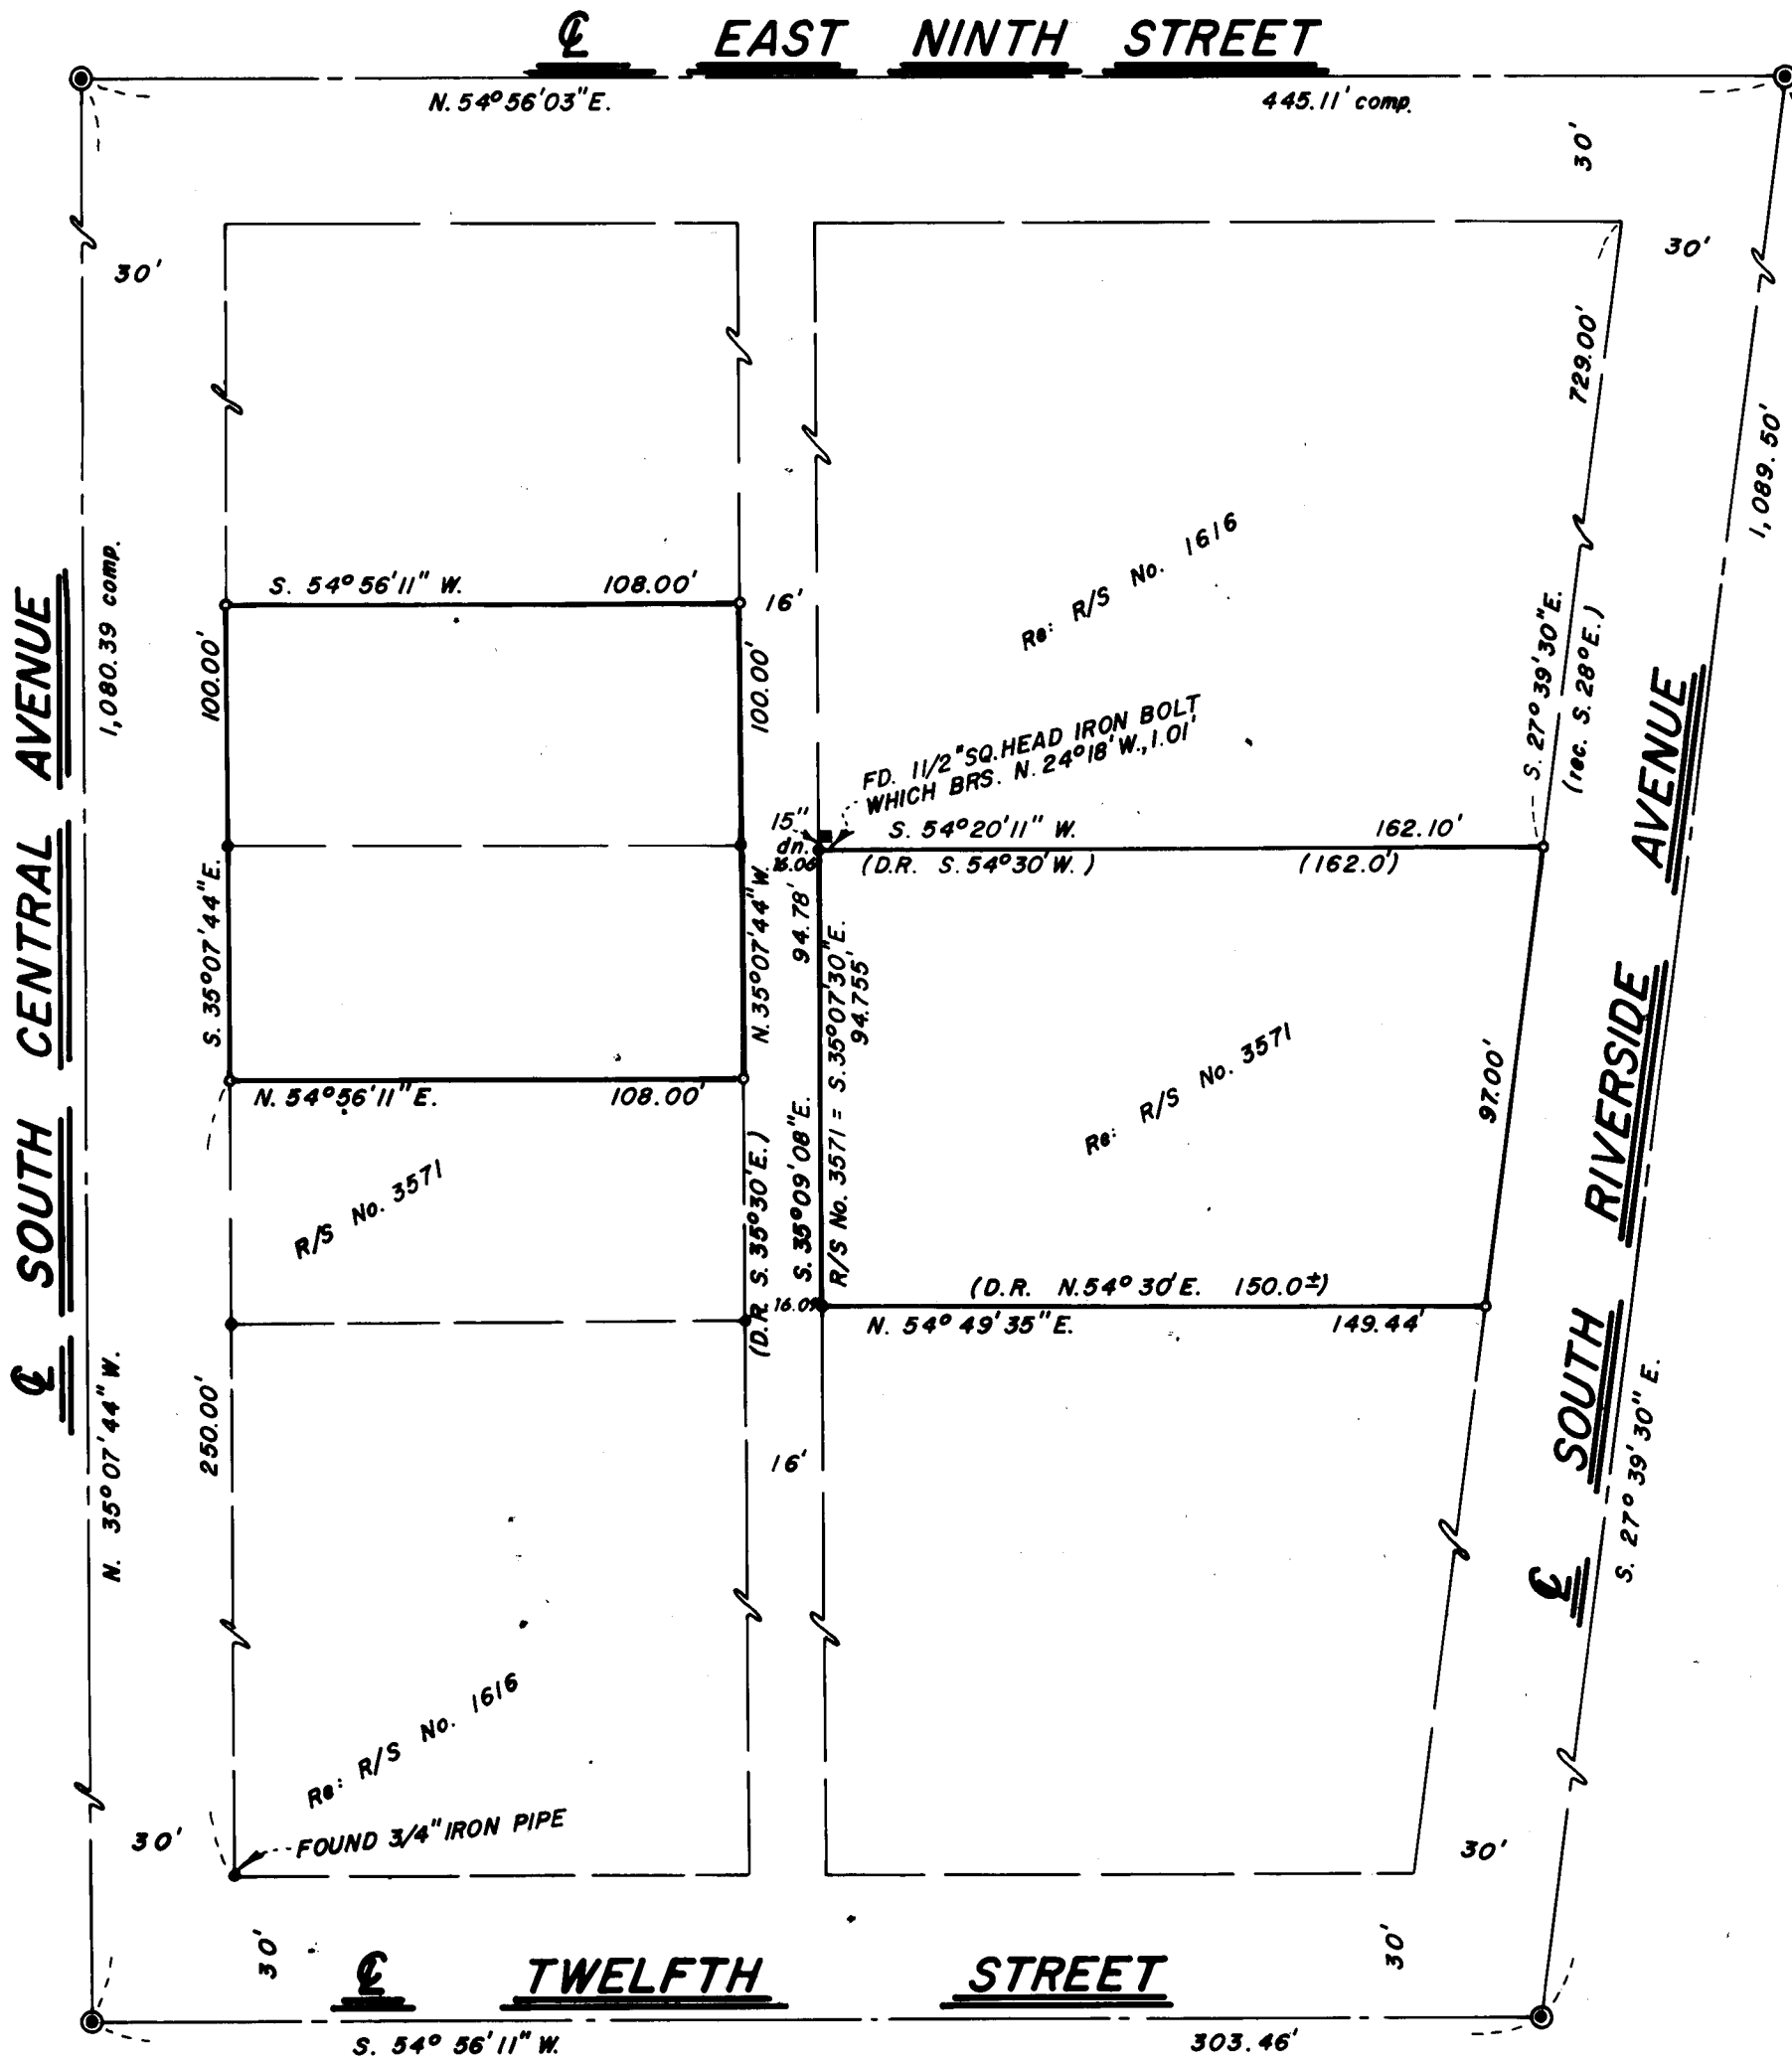 ℄ EAST NINTH STREET
N. 54° 56' 03" E.
445.11' comp.
30'
30'
30'
729.00'
1,089.50'
Re: R/S No. 1616
S. 54° 56' 11" W.
108.00'
16'
100.00'
100.00'
1,080.39 comp.
℄ SOUTH CENTRAL AVENUE
N. 35° 07' 44" W.
S. 27° 39' 30" E.
(rec. S. 28° E.)
FD. 1 1/2" SQ. HEAD IRON BOLT
WHICH BRS. N. 24° 18' W., 1.01'
15"
dn.
16.06
S. 54° 20' 11" W.
162.10'
(D.R. S. 54° 30' W.)
(162.0')
S. 35° 07' 44" E.
N. 35° 07' 44" W.
94.78'
S. 35° 09' 08" E.
R/S No. 3571 = S. 35° 07' 30" E.
94.755'
(D.R. S. 35° 30' E.)
N. 54° 56' 11" E.
108.00'
R/S No. 3571
Re: R/S No. 3571
97.00'
℄ SOUTH RIVERSIDE AVENUE
S. 27° 39' 30" E.
(D.R. N. 54° 30' E. 150.0±)
16.09
N. 54° 49' 35" E.
149.44'
250.00'
16'
Re: R/S No. 1616
FOUND 3/4" IRON PIPE
30'
30'
30'
30'
℄ TWELFTH STREET
S. 54° 56' 11" W.
303.46'